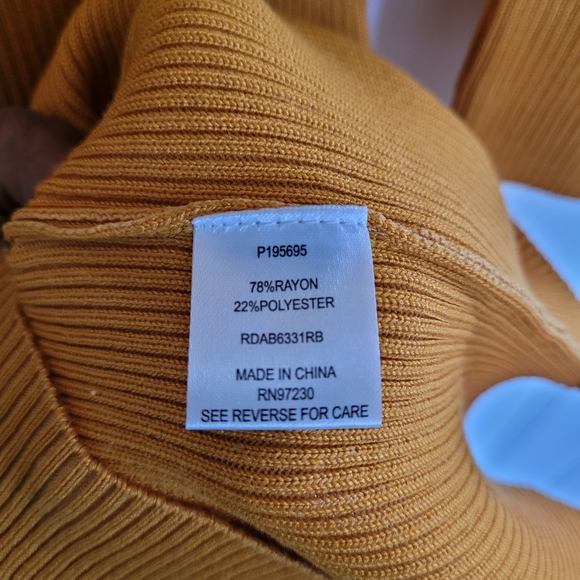 P195695
78%RAYON
22%POLYESTER
RDAB6331RB
MADE IN CHINA
RN97230
SEE REVERSE FOR CARE